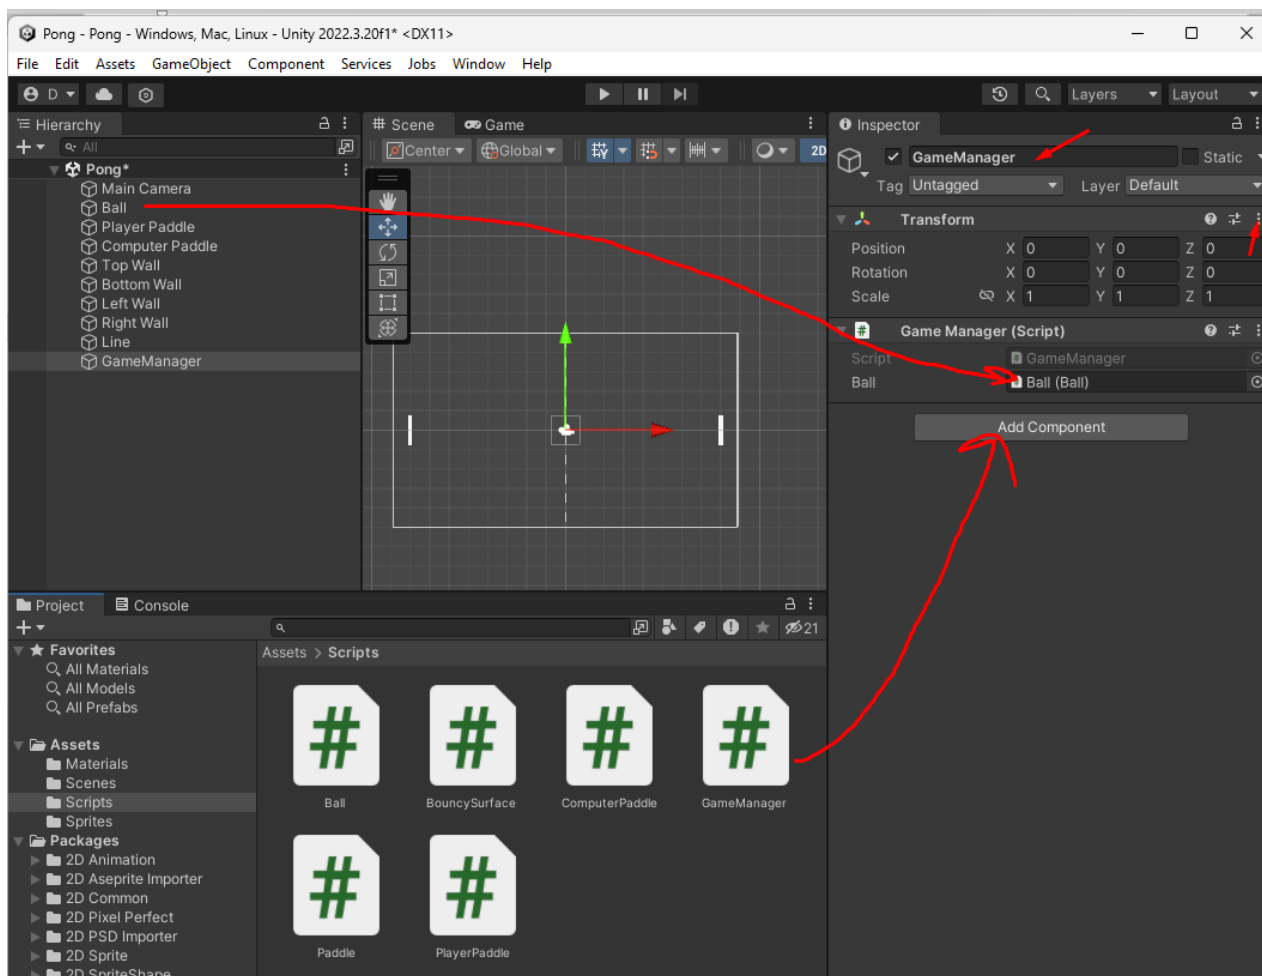 Pong - Pong - Windows, Mac, Linux - Unity 2022.3.20f1* <DX11>
File Edit Assets GameObject Component Services Jobs Window Help
D Layers Layout
Hierarchy
All
Pong*
Main Camera
Ball
Player Paddle
Computer Paddle
Top Wall
Bottom Wall
Left Wall
Right Wall
Line
GameManager
Scene Game
Center Global 2D
Inspector
GameManager Static
Tag Untagged Layer Default
Transform
Position X 0 Y 0 Z 0
Rotation X 0 Y 0 Z 0
Scale X 1 Y 1 Z 1
# Game Manager (Script)
Script GameManager
Ball Ball (Ball)
Add Component
Project Console
21
Favorites
All Materials
All Models
All Prefabs
Assets
Materials
Scenes
Scripts
Sprites
Packages
2D Animation
2D Aseprite Importer
2D Common
2D Pixel Perfect
2D PSD Importer
2D Sprite
2D SpriteShape
Assets > Scripts
# # # #
Ball BouncySurface ComputerPaddle GameManager
# #
Paddle PlayerPaddle